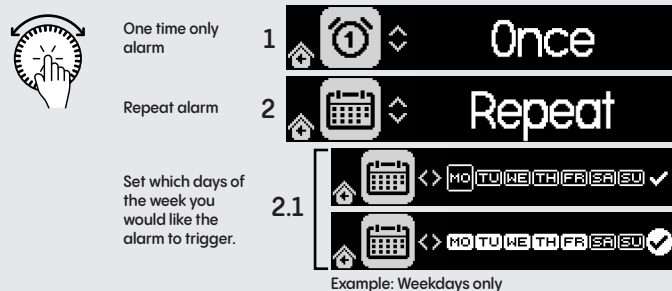 One time only
alarm
1
1
Once
Repeat alarm
2
Repeat
Set which days of
the week you
would like the
alarm to trigger.
2.1
<> MO TU WE TH FR SA SU
<> MO TU WE TH FR SA SU
Example: Weekdays only